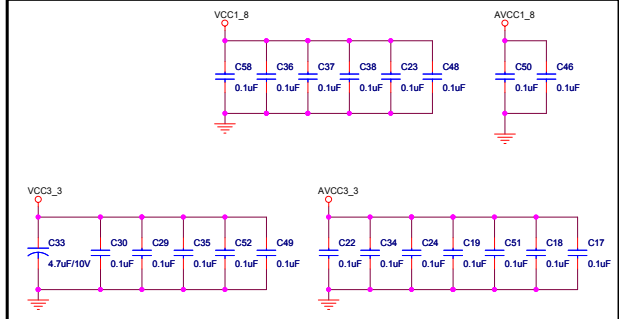 VCC1_8 AVCC1_8
C58 C36 C37 C38 C23 C48 C50 C46
0.1uF 0.1uF 0.1uF 0.1uF 0.1uF 0.1uF 0.1uF 0.1uF
VCC3_3 AVCC3_3
C33 C30 C29 C35 C52 C49 C22 C34 C24 C19 C51 C18 C17
4.7uF/10V 0.1uF 0.1uF 0.1uF 0.1uF 0.1uF 0.1uF 0.1uF 0.1uF 0.1uF 0.1uF 0.1uF 0.1uF